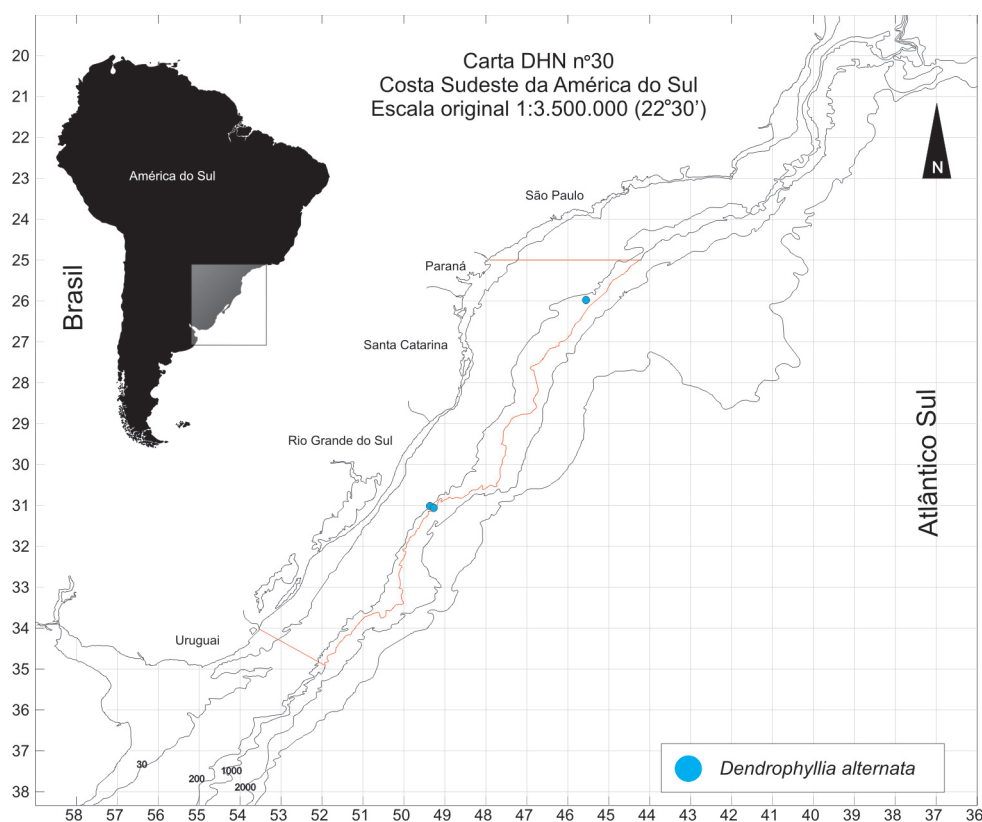 Carta DHN nº30
Costa Sudeste da América do Sul
Escala original 1:3.500.000 (22°30')
20
21
22
23
24
25
26
27
28
29
30
31
32
33
34
35
36
37
38
América do Sul
Brasil
N
São Paulo
Paraná
Santa Catarina
Rio Grande do Sul
Uruguai
Atlântico Sul
30
200
1000
2000
Dendrophyllia alternata
58 57 56 55 54 53 52 51 50 49 48 47 46 45 44 43 42 41 40 39 38 37 36